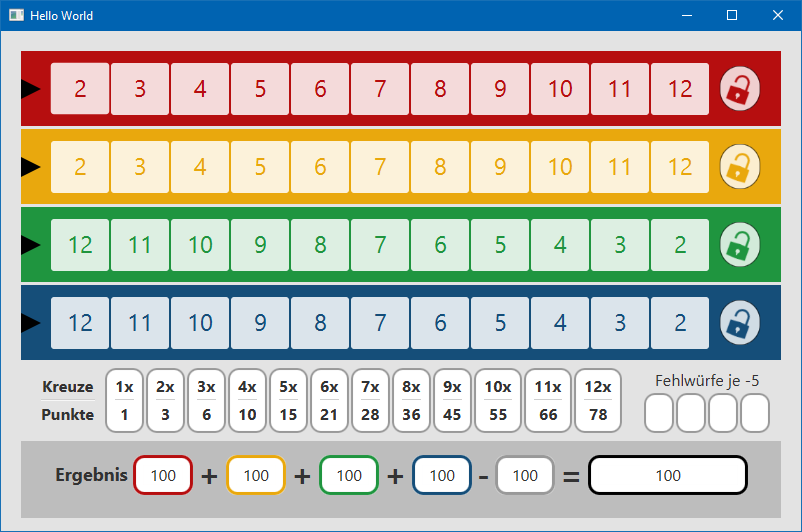 Hello World
2 3 4 5 6 7 8 9 10 11 12
2 3 4 5 6 7 8 9 10 11 12
12 11 10 9 8 7 6 5 4 3 2
12 11 10 9 8 7 6 5 4 3 2
Kreuze 1x 2x 3x 4x 5x 6x 7x 8x 9x 10x 11x 12x
Punkte 1 3 6 10 15 21 28 36 45 55 66 78
Fehlwürfe je -5
Ergebnis 100 + 100 + 100 + 100 - 100 = 100